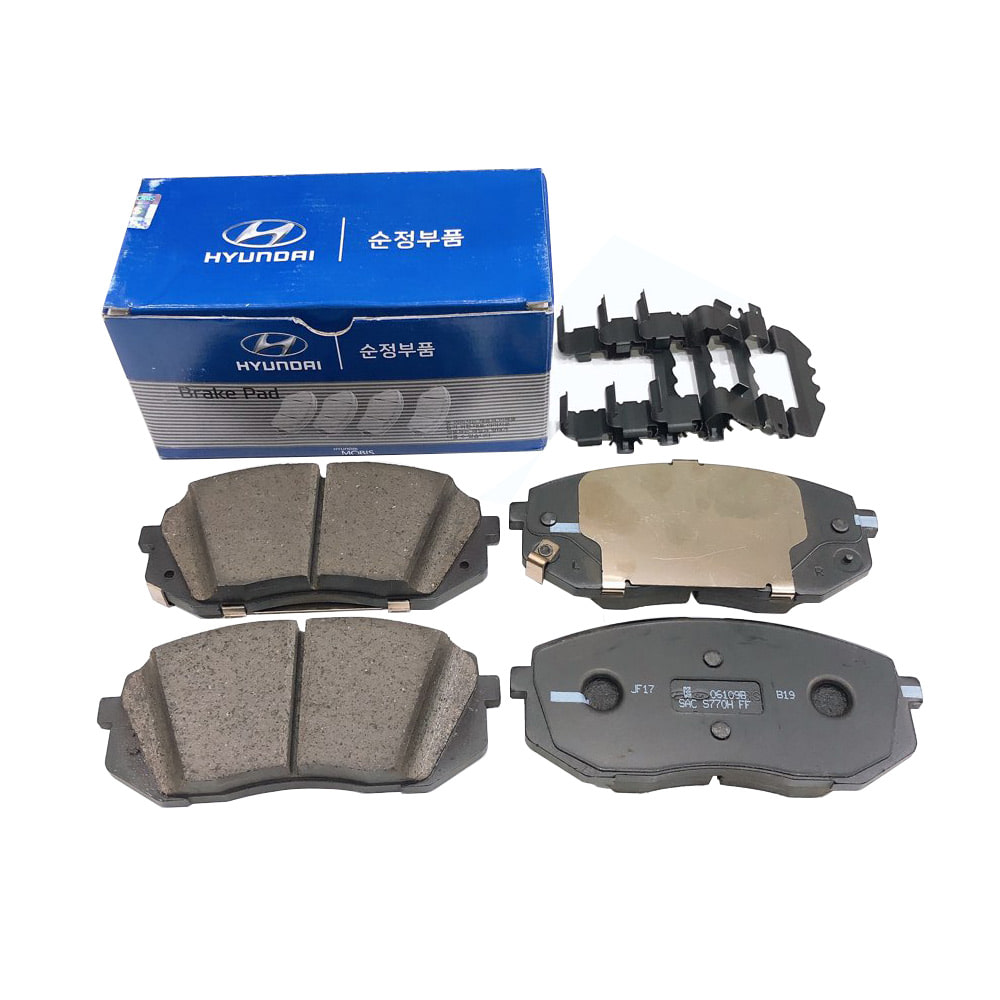 HYUNDAI
순정부품
HYUNDAI
순정부품
Brake Pad
HYUNDAI
MOBIS
L
R
JF17
06109B
B19
SAC S770H FF